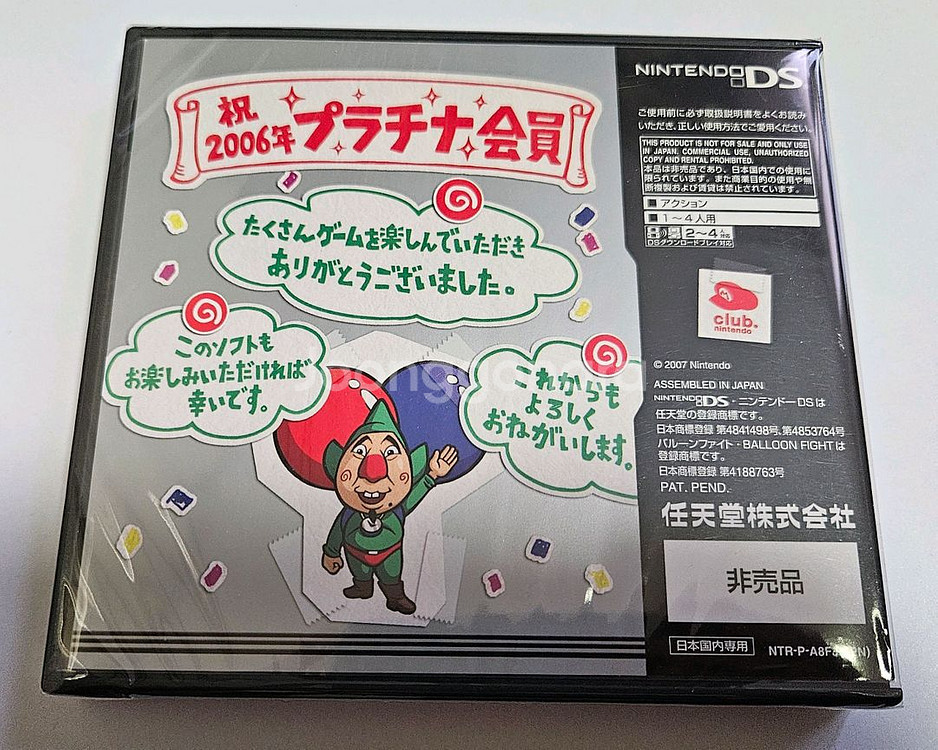 祝
2006年
プラチナ会員
たくさんゲームを楽しんでいただき
ありがとうございました。
このソフトも
お楽しみいただければ
幸いです。
れからも
よろしく
おねがいします。
NINTENDO DS
ご使用前に必ず取扱説明書をよくお読み
いただき、正しい使用方法でご愛用ください。
THIS PRODUCT IS NOT FOR SALE AND ONLY USE
IN JAPAN. COMMERCIAL USE, UNAUTHORIZED
COPY AND RENTAL PROHIBITED.
本品は非売品であり、日本国内での使用に
限られています。また商業目的の使用や無
断複製および賃貸は禁止されています。
■ アクション
■ 1～4人用
2～4人対応
DSダウンロードプレイ対応
club.
nintendo
© 2007 Nintendo
ASSEMBLED IN JAPAN
NINTENDO DS・ニンテンドーDSは
任天堂の登録商標です。
日本商標登録 第4841498号、第4853764号
バルーンファイト・BALLOON FIGHTは
登録商標です。
日本商標登録 第4188763号
PAT. PEND.
任天堂株式会社
非売品
日本国内専用